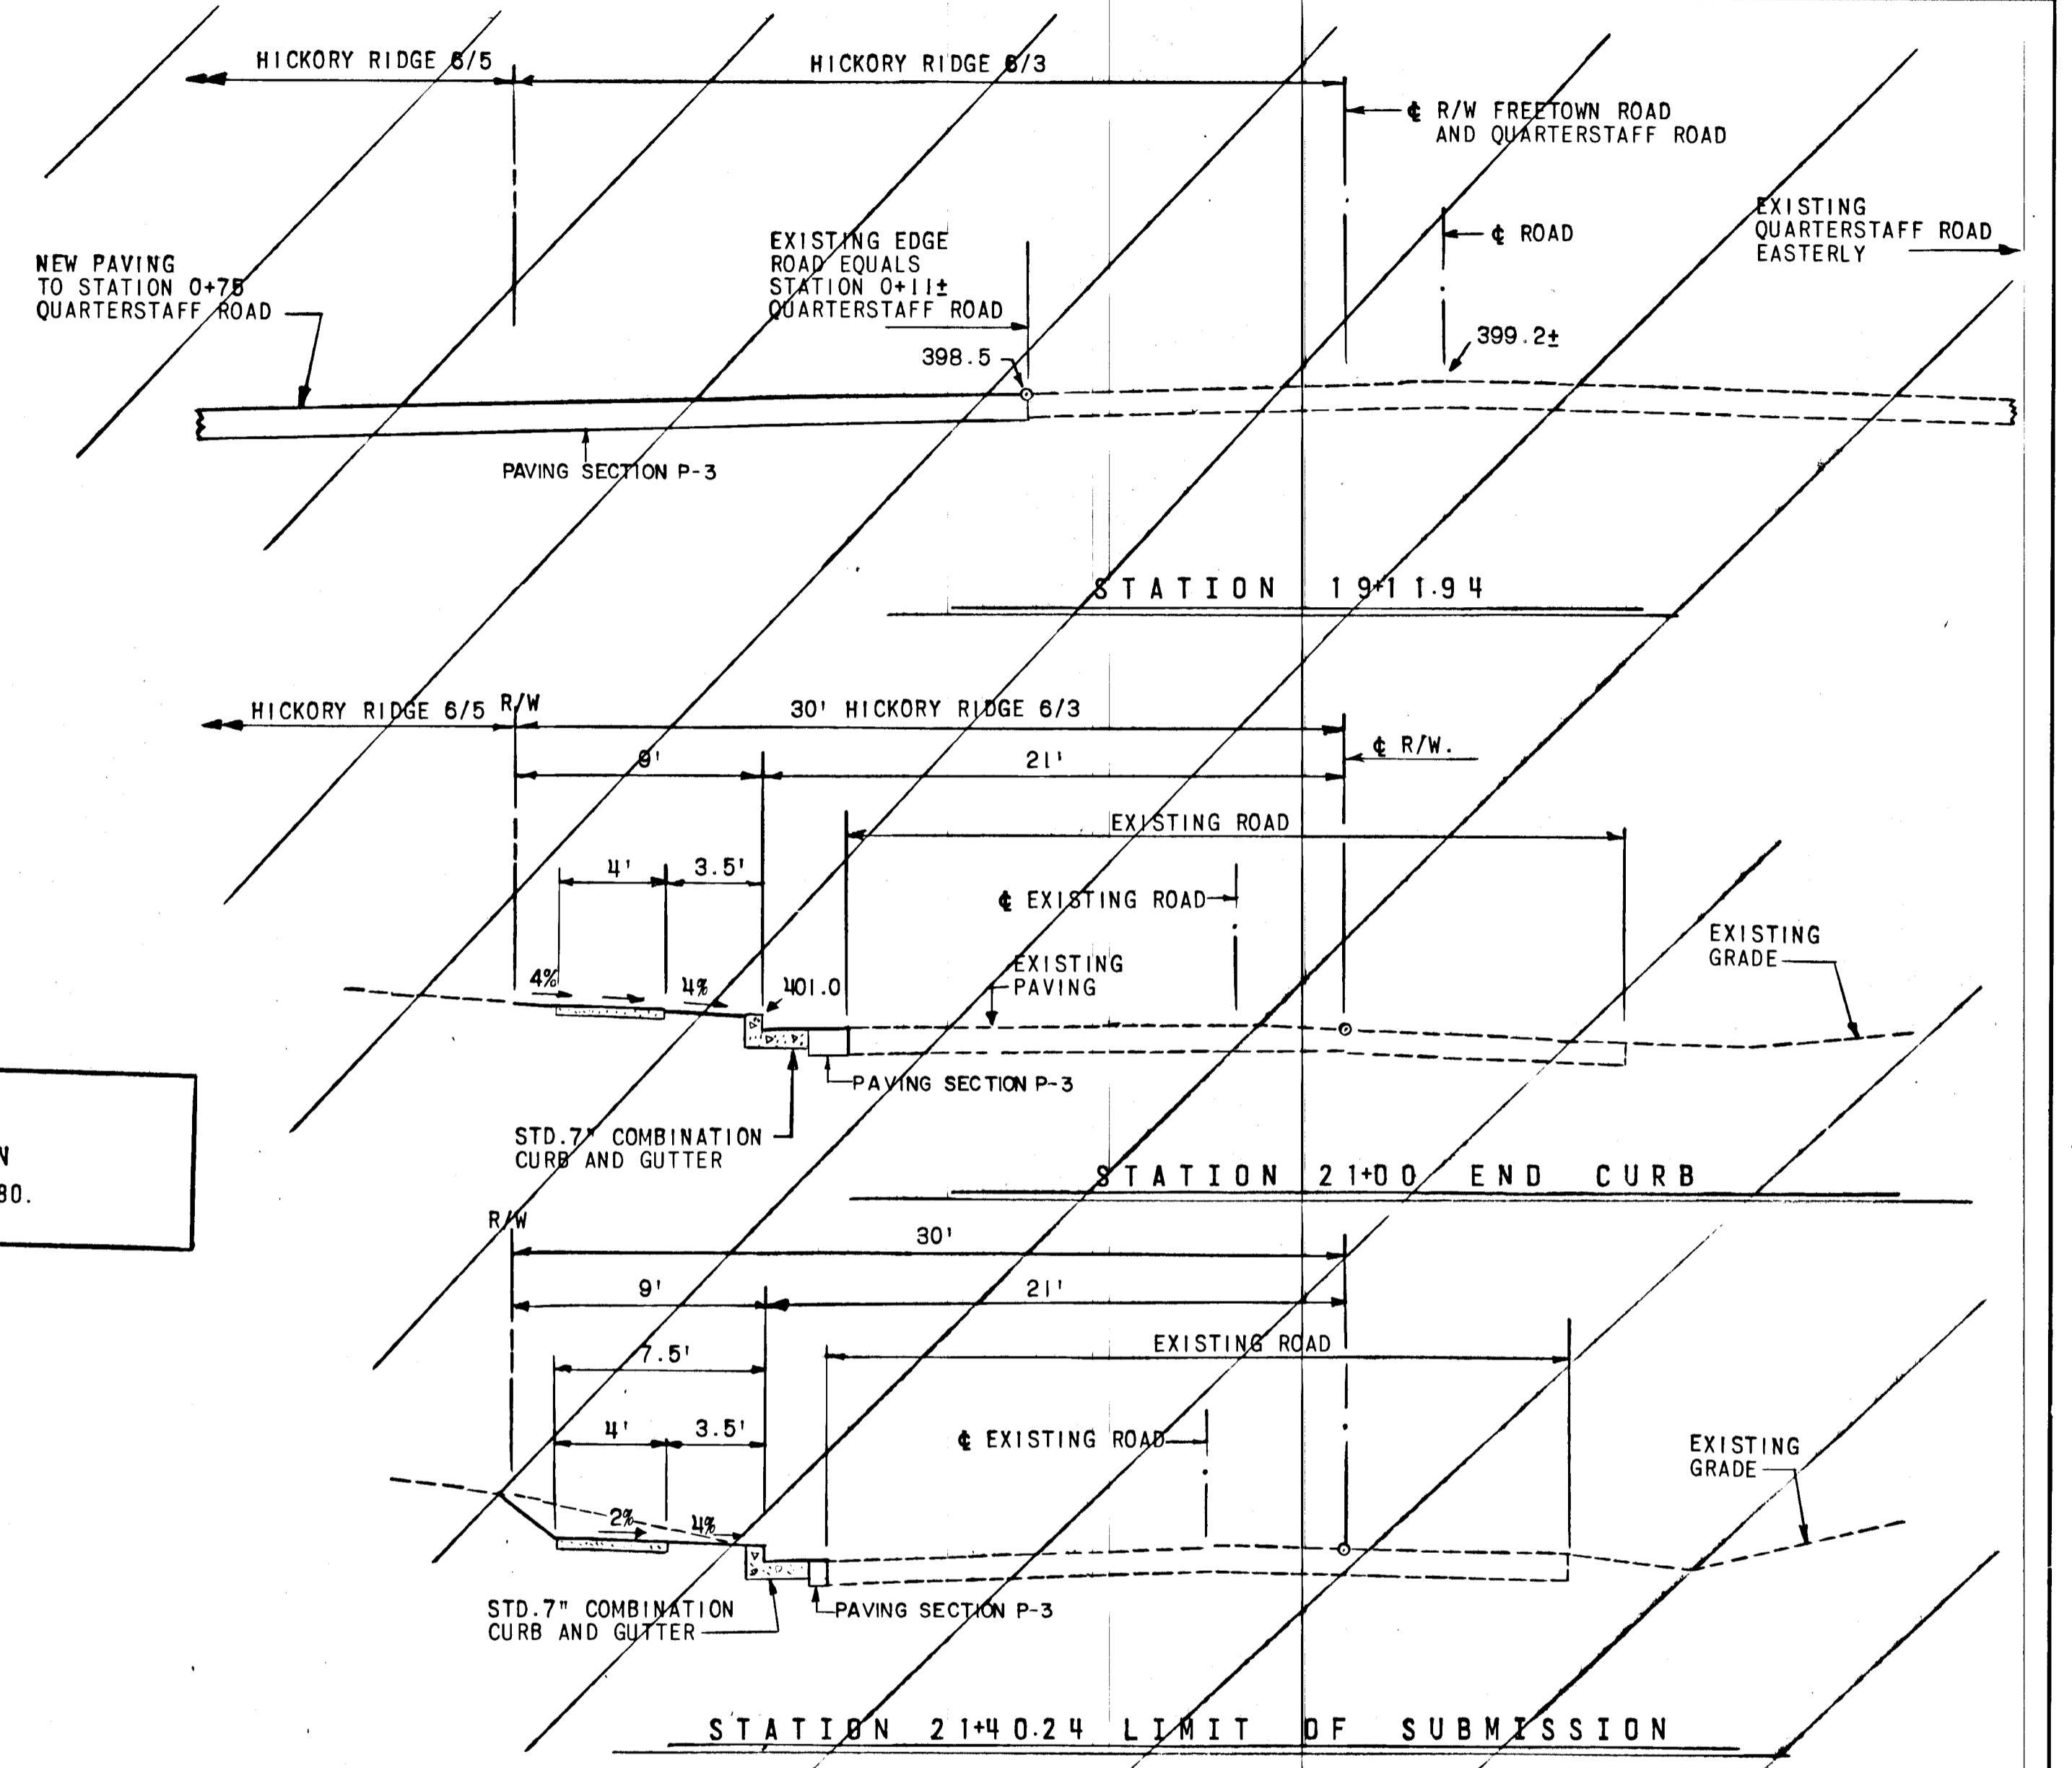 HICKORY RIDGE 6/5
HICKORY RIDGE 6/3
℄ R/W FREETOWN ROAD
AND QUARTERSTAFF ROAD
℄ ROAD
EXISTING
QUARTERSTAFF ROAD
EASTERLY
NEW PAVING
TO STATION 0+75
QUARTERSTAFF ROAD
EXISTING EDGE
ROAD EQUALS
STATION 0+11±
QUARTERSTAFF ROAD
398.5
399.2±
PAVING SECTION P-3
STATION 19+11.94
HICKORY RIDGE 6/5
R/W
30' HICKORY RIDGE 6/3
℄ R/W.
9'
21'
EXISTING ROAD
4'
3.5'
℄ EXISTING ROAD
EXISTING
GRADE
EXISTING
PAVING
4%
4%
401.0
PAVING SECTION P-3
STD.7" COMBINATION
CURB AND GUTTER
STATION 21+00 END CURB
N
80.
R/W
30'
9'
21'
EXISTING ROAD
7.5'
4'
3.5'
℄ EXISTING ROAD
EXISTING
GRADE
2%
4%
STD.7" COMBINATION
CURB AND GUTTER
PAVING SECTION P-3
STATION 21+40.24 LIMIT OF SUBMISSION